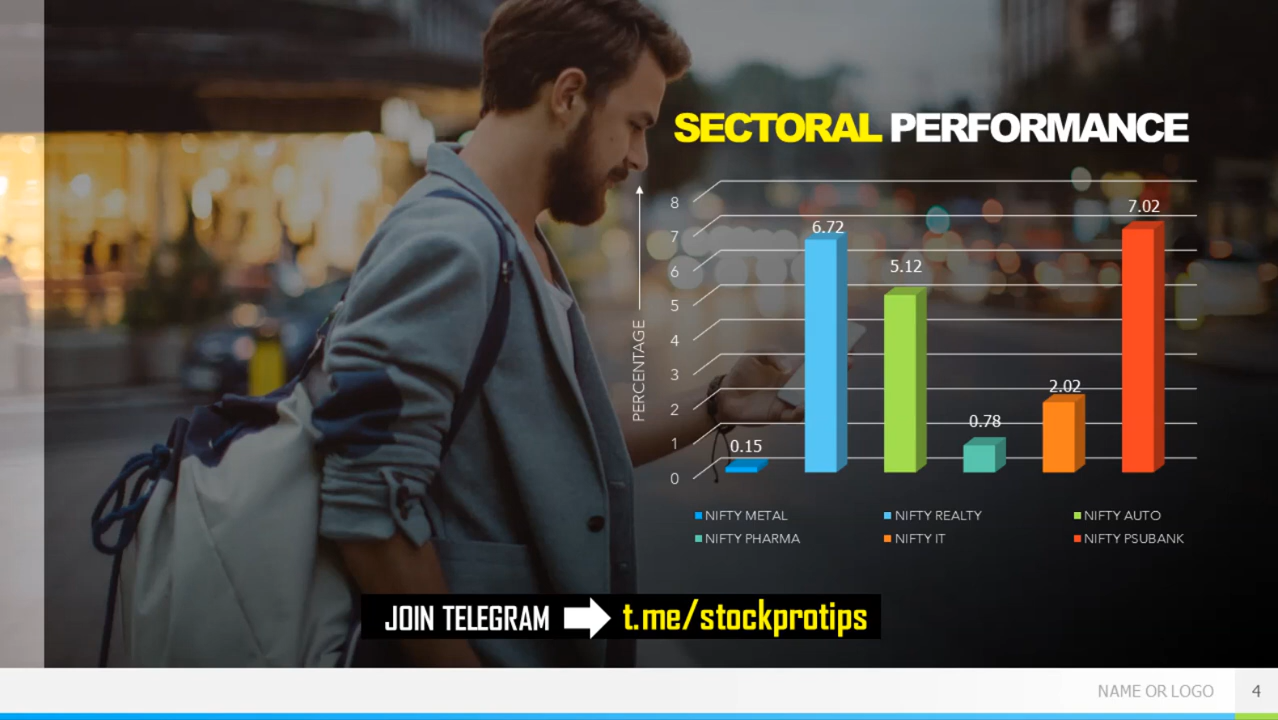 SECTORAL PERFORMANCE
PERCENTAGE
8
7
6
5
4
3
2
1
0
0.15
6.72
5.12
0.78
2.02
7.02
NIFTY METAL NIFTY REALTY NIFTY AUTO
NIFTY PHARMA NIFTY IT NIFTY PSUBANK
JOIN TELEGRAM t.me/stockprotips
NAME OR LOGO 4